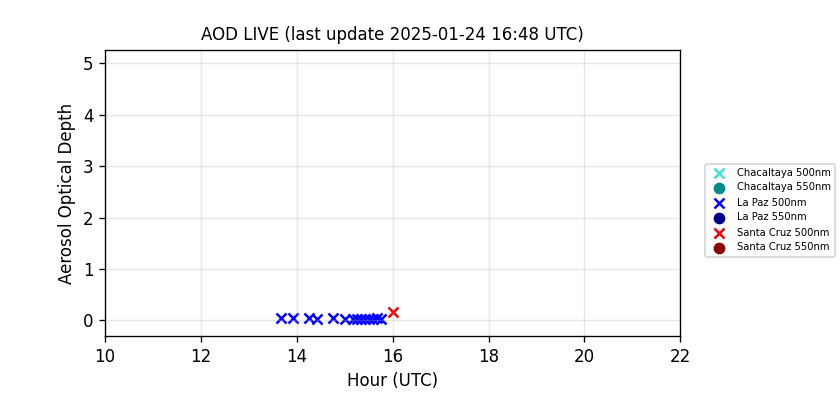 AOD LIVE (last update 2025-01-24 16:48 UTC)
Aerosol Optical Depth
5
4
3
2
1
0
10 12 14 16 18 20 22
Hour (UTC)
Chacaltaya 500nm
Chacaltaya 550nm
La Paz 500nm
La Paz 550nm
Santa Cruz 500nm
Santa Cruz 550nm